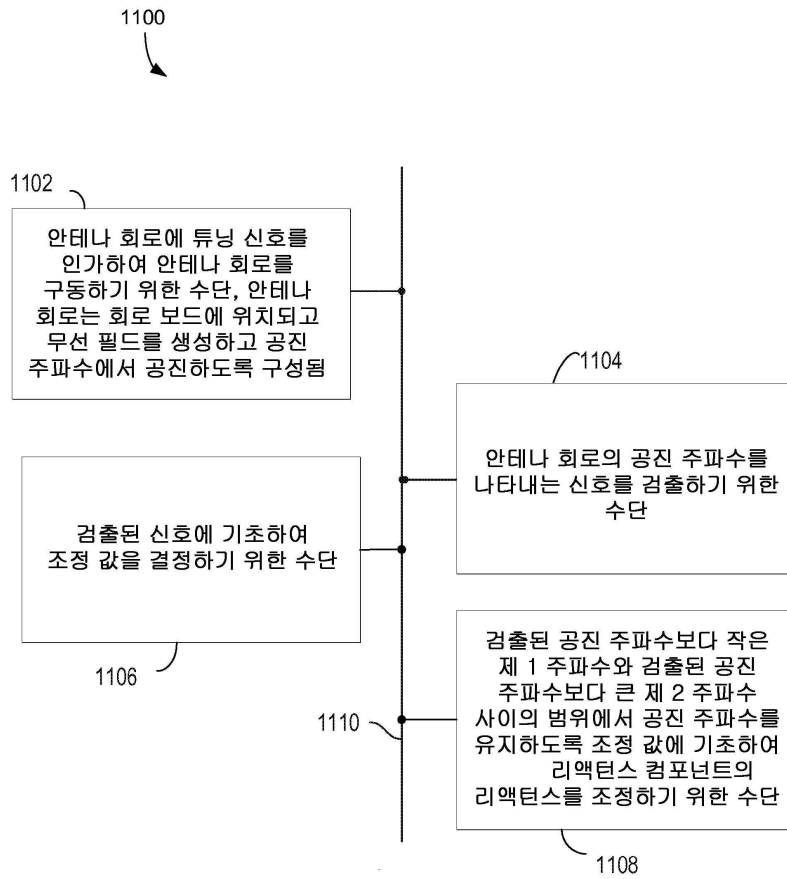 1100
1102
안테나 회로에 튜닝 신호를
인가하여 안테나 회로를
구동하기 위한 수단, 안테나
회로는 회로 보드에 위치되고
무선 필드를 생성하고 공진
주파수에서 공진하도록 구성됨
1104
안테나 회로의 공진 주파수를
나타내는 신호를 검출하기 위한
수단
검출된 신호에 기초하여
조정 값을 결정하기 위한 수단
1106
검출된 공진 주파수보다 작은
제 1 주파수와 검출된 공진
주파수보다 큰 제 2 주파수
사이의 범위에서 공진 주파수를
유지하도록 조정 값에 기초하여
리액턴스 컴포넌트의
리액턴스를 조정하기 위한 수단
1110
1108